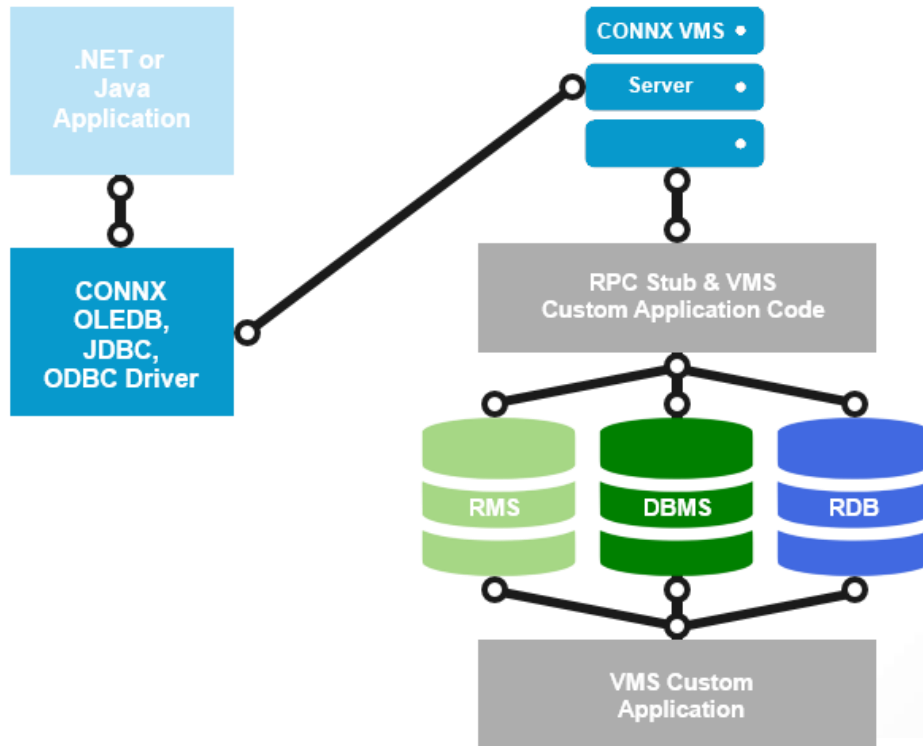 .NET or
Java
Application
CONNX
OLEDB,
JDBC,
ODBC Driver
CONNX VMS
Server
RPC Stub & VMS
Custom Application Code
RMS
DBMS
RDB
VMS Custom
Application